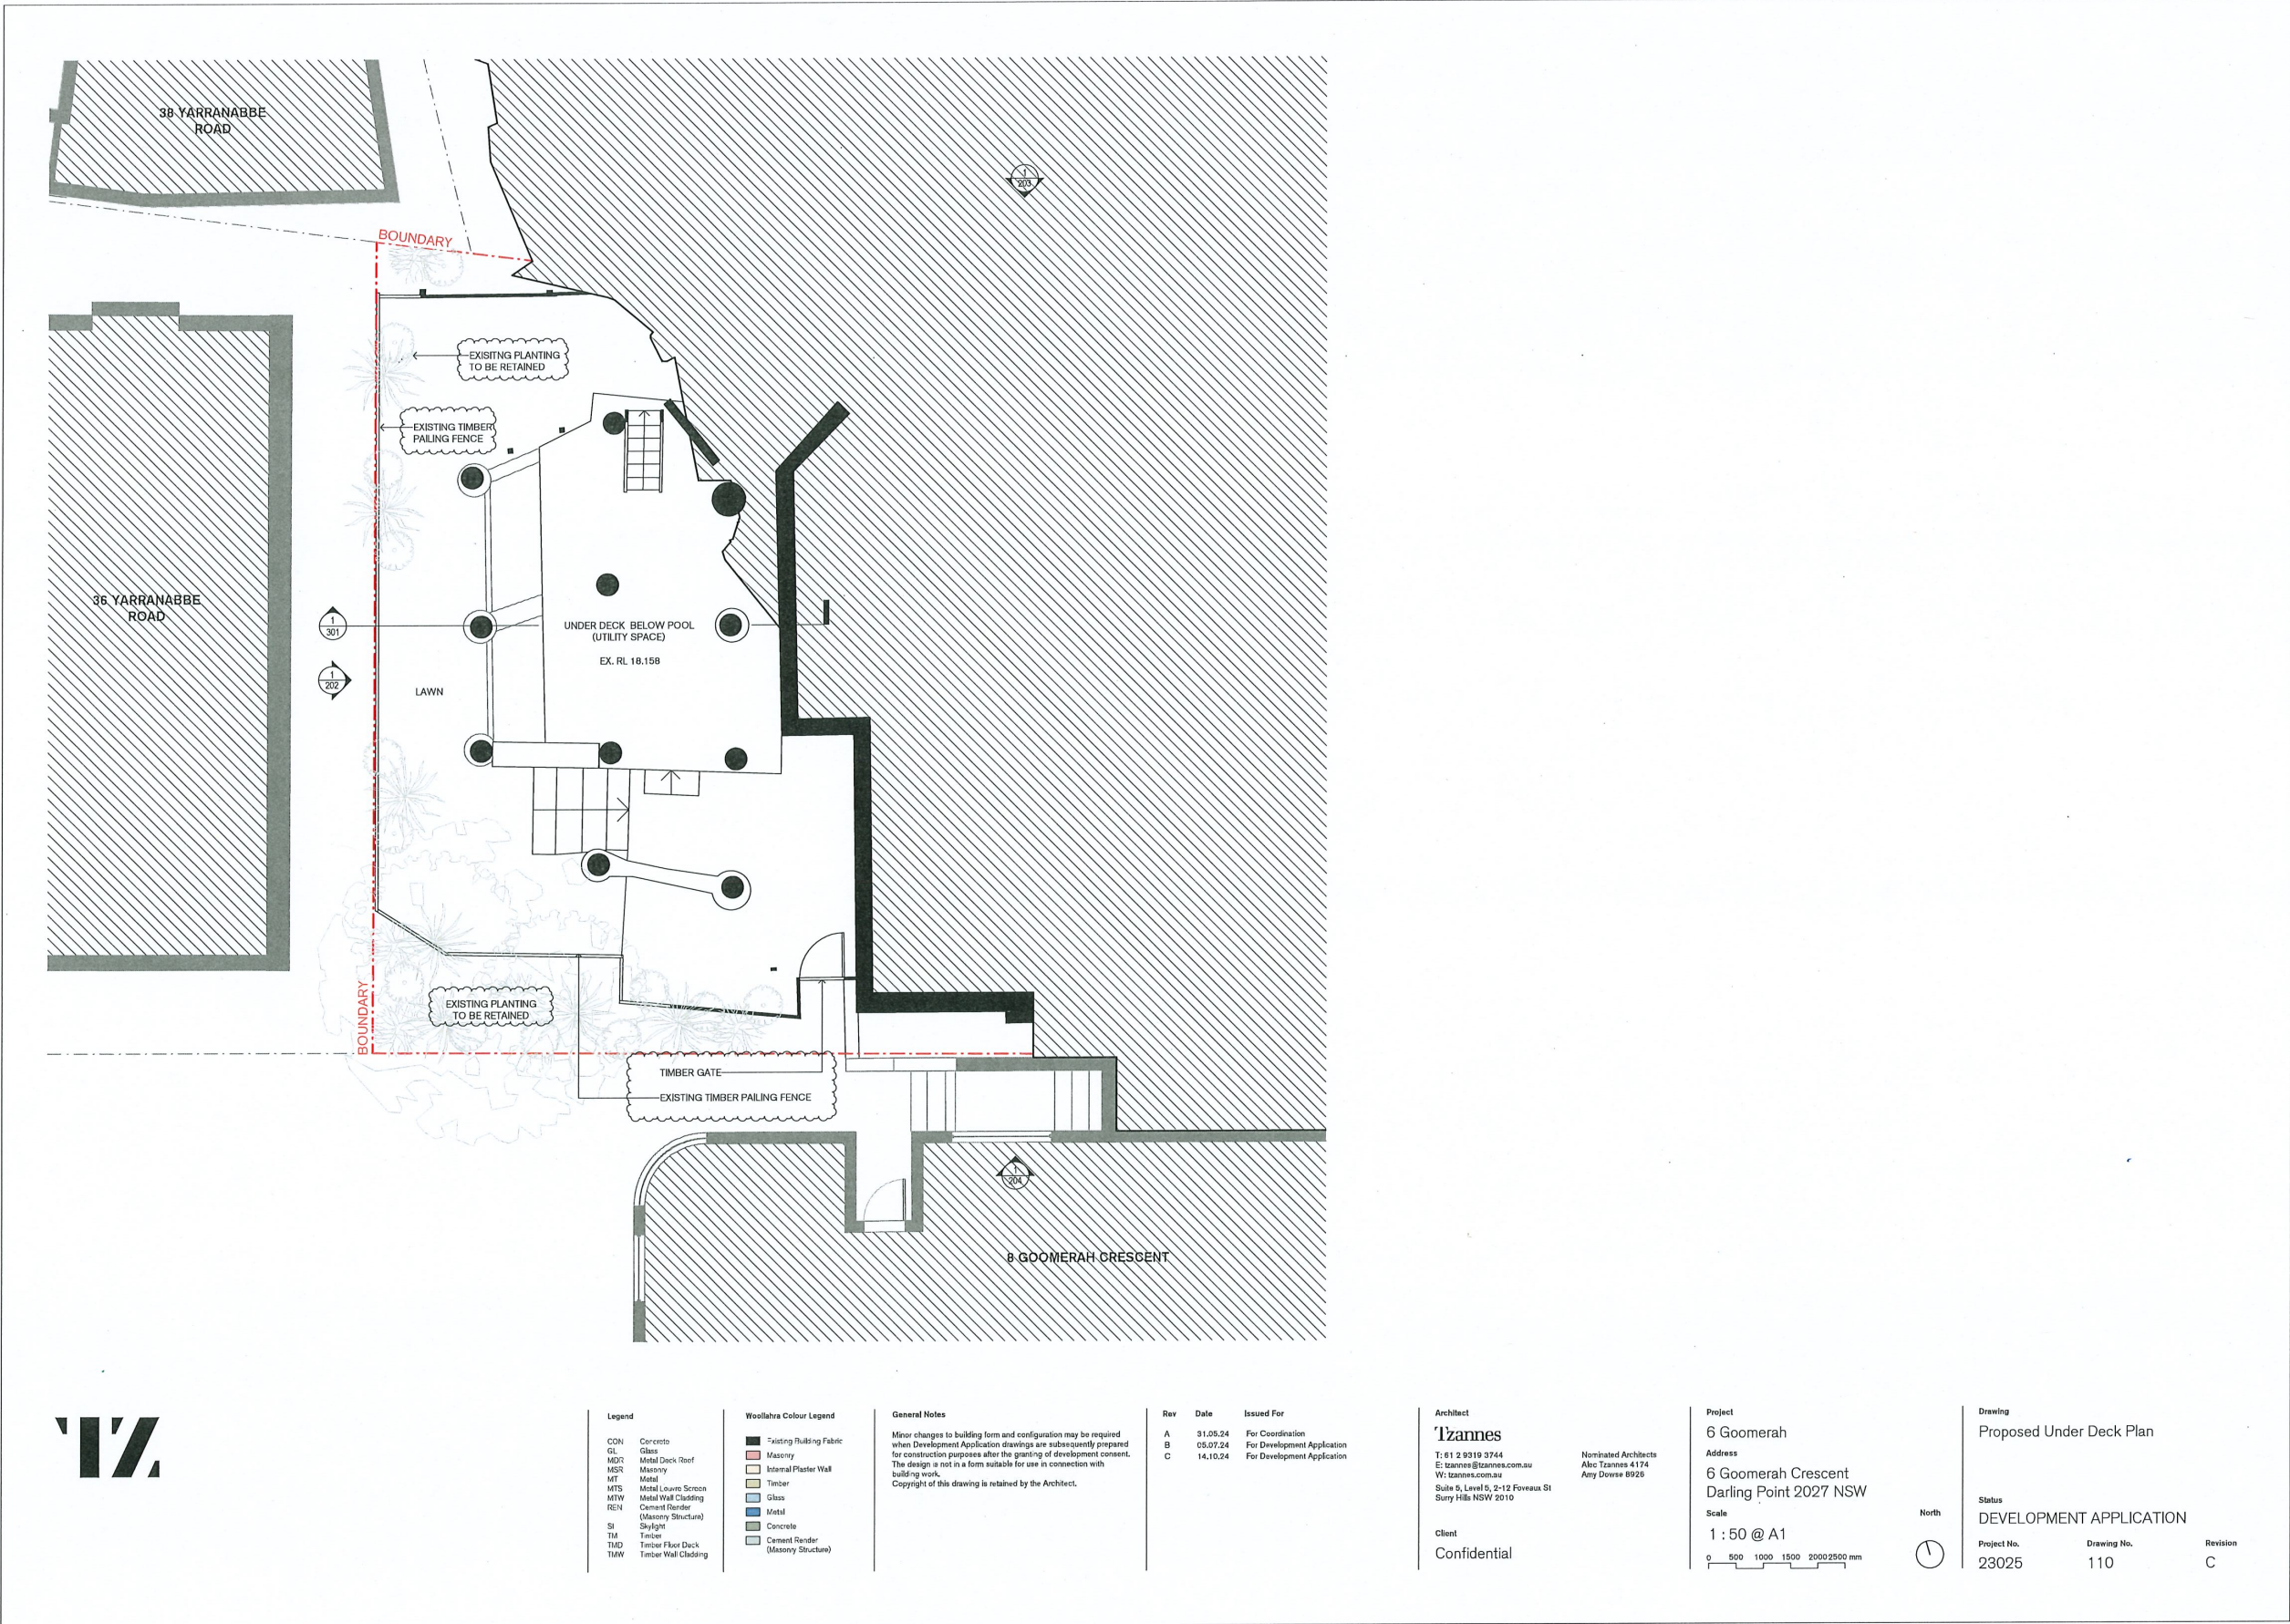 38 YARRANABBE
ROAD
1
203
BOUNDARY
EXISITNG PLANTING
TO BE RETAINED
EXISTING TIMBER
PAILING FENCE
36 YARRANABBE
ROAD
1
301
UNDER DECK BELOW POOL
(UTILITY SPACE)
EX. RL 18.158
1
202
LAWN
BOUNDARY
EXISTING PLANTING
TO BE RETAINED
TIMBER GATE
EXISTING TIMBER PAILING FENCE
1
204
8 GOOMERAH CRESCENT
TZ
Legend
CON Concrete
GL Glass
MDR Metal Deck Roof
MSR Masonry
MT Metal
MTS Metal Louvre Screen
MTW Metal Wall Cladding
REN Cement Render
(Masonry Structure)
Sl Skylight
TM Timber
TMD Timber Floor Deck
TMW Timber Wall Cladding
Woollahra Colour Legend
Existing Building Fabric
Masonry
Internal Plaster Wall
Timber
Glass
Metal
Concrete
Cement Render
(Masonry Structure)
General Notes
Minor changes to building form and configuration may be required
when Development Application drawings are subsequently prepared
for construction purposes after the granting of development consent.
The design is not in a form suitable for use in connection with
building work.
Copyright of this drawing is retained by the Architect.
Rev Date Issued For
A 31.05.24 For Coordination
B 05.07.24 For Development Application
C 14.10.24 For Development Application
Architect
Tzannes
T: 61 2 9319 3744
E: tzannes@tzannes.com.au
W: tzannes.com.au
Suite 5, Level 5, 2-12 Foveaux St
Surry Hills NSW 2010
Nominated Architects
Alec Tzannes 4174
Amy Dowse 8926
Client
Confidential
Project
6 Goomerah
Address
6 Goomerah Crescent
Darling Point 2027 NSW
Scale
1 : 50 @ A1
0 500 1000 1500 2000 2500 mm
North
Drawing
Proposed Under Deck Plan
Status
DEVELOPMENT APPLICATION
Project No. Drawing No. Revision
23025 110 C